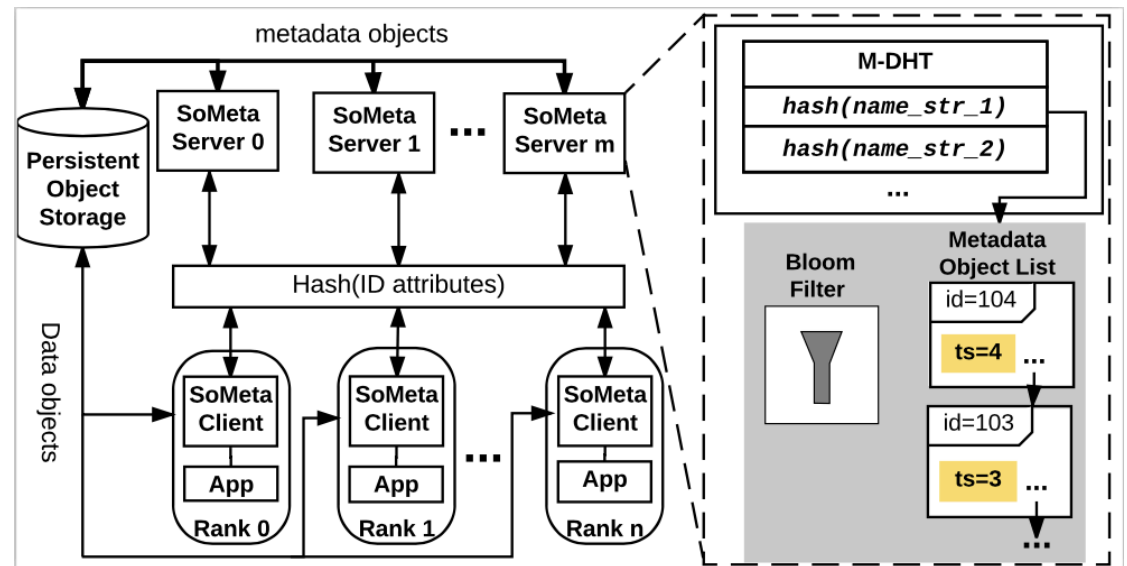 metadata objects
Persistent
Object
Storage
SoMeta
Server 0
SoMeta
Server 1
...
SoMeta
Server m
Hash(ID attributes)
Data objects
SoMeta
Client
App
Rank 0
SoMeta
Client
App
Rank 1
...
SoMeta
Client
App
Rank n
M-DHT
hash(name_str_1)
hash(name_str_2)
...
Bloom
Filter
Metadata
Object List
id=104
ts=4 ...
id=103
ts=3 ...
...